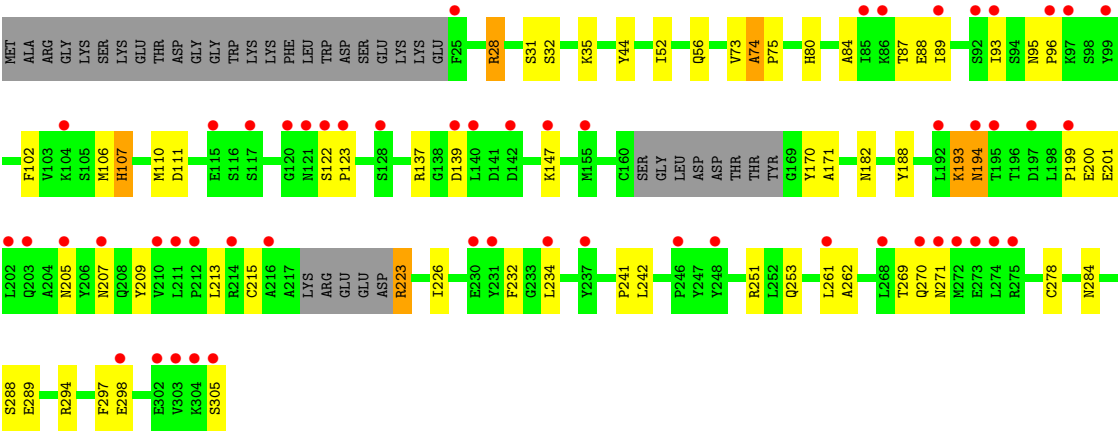 MET ALA ARG GLY LYS SER LYS GLU THR ASP GLY GLY TRP LYS LYS PHE LEU TRP ASP SER GLU LYS LYS GLU F25 R28 S31 S32 K35 Y44 I52 Q56 V73 A74 P75 H80 A84 I85 K86 T87 E88 I89 S92 I93 S94 N95 P96 K97 S98 Y99
F102 V103 K104 S105 M106 H107 M110 D111 E115 S116 S117 G120 N121 S122 P123 S128 R137 G138 D139 L140 D141 D142 K147 M155 C160 SER GLY LEU ASP ASP THR THR TYR G169 Y170 A171 N182 Y188 L192 K193 N194 T195 T196 D197 L198 P199 E200 E201
L202 Q203 A204 N205 Y206 N207 Q208 Y209 V210 L211 P212 L213 R214 C215 A216 A217 LYS ARG GLU GLU ASP R223 I226 E230 Y231 F232 G233 L234 Y237 P241 L242 P246 Y247 Y248 R251 L252 Q253 L261 A262 L268 T269 Q270 N271 M272 E273 L274 R275 C278 N284
S288 E289 R294 F297 E298 E302 V303 K304 S305